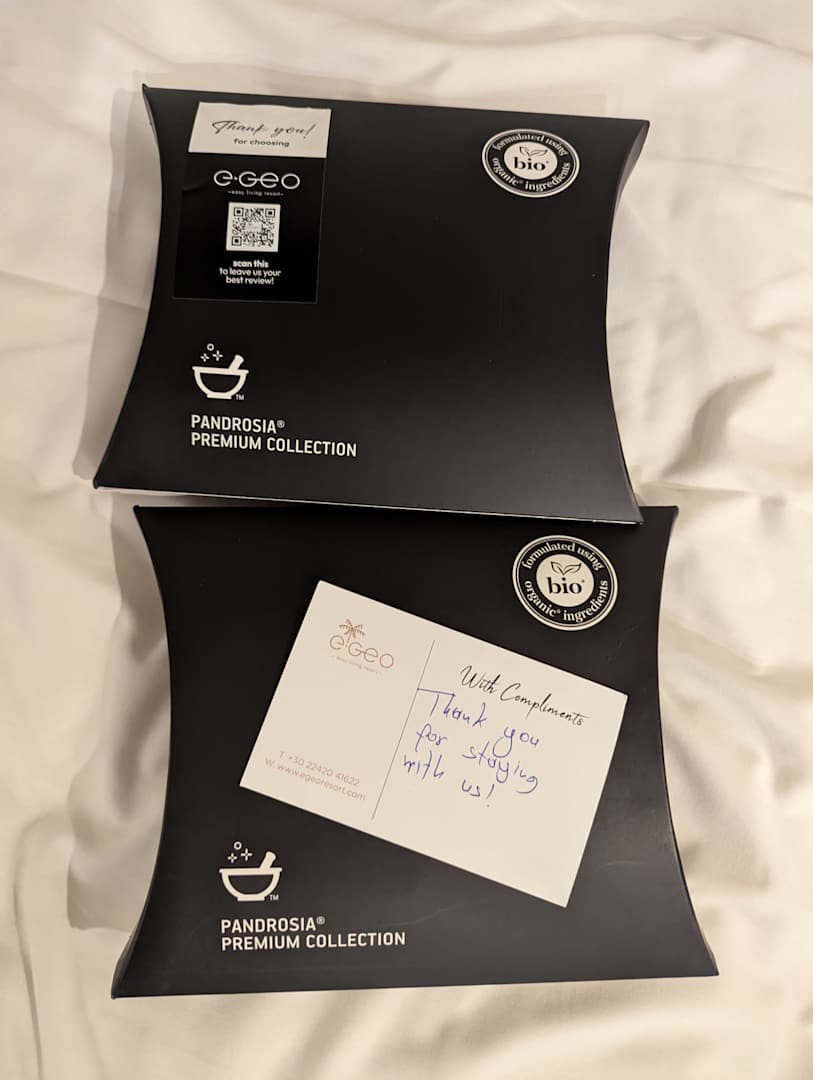 Thank you!
for choosing
e·Geo
~easy living resort~
scan this
to leave us your
best review!
formulated using
bio®
organic® ingredients
TM
PANDROSIA®
PREMIUM COLLECTION
formulated using
bio®
organic® ingredients
e·Geo
~ easy living resort ~
T. +30 22420 41622
W. www.egeoresort.com
With Compliments
Thank you
for staying
with us!
TM
PANDROSIA®
PREMIUM COLLECTION